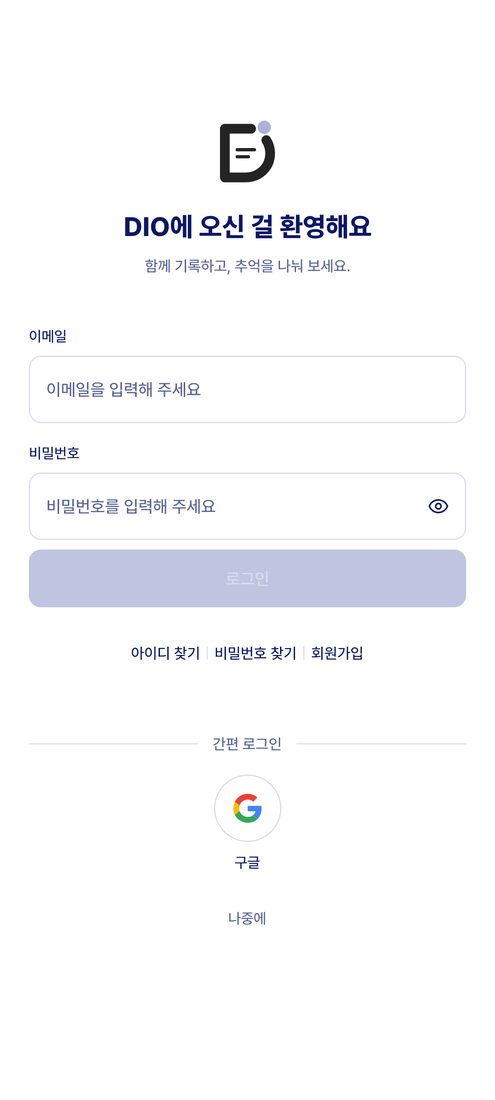 DIO에 오신 걸 환영해요
함께 기록하고, 추억을 나눠 보세요.
이메일
이메일을 입력해 주세요
비밀번호
비밀번호를 입력해 주세요
로그인
아이디 찾기 | 비밀번호 찾기 | 회원가입
간편 로그인
구글
나중에